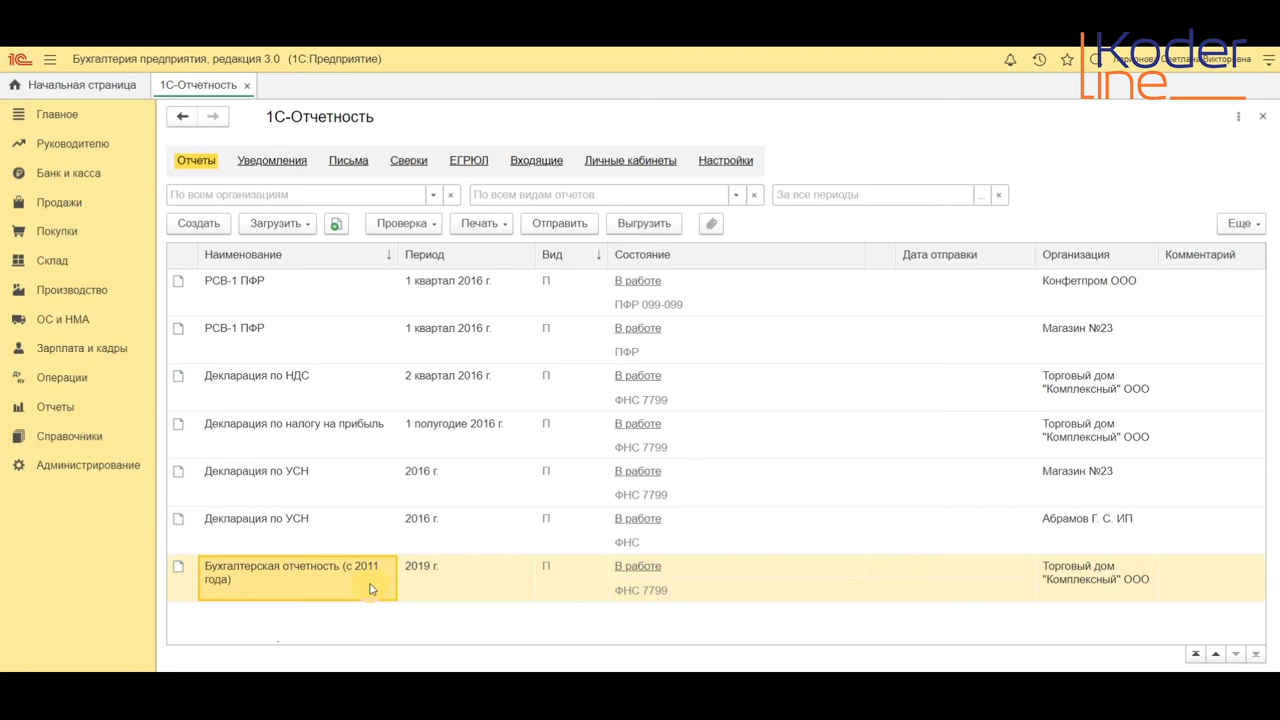 Koder
Line
1С Бухгалтерия предприятия, редакция 3.0 (1С:Предприятие)
Ларионова Светлана Викторовна
Начальная страница
1С-Отчетность ×
Главное
Руководителю
Банк и касса
Продажи
Покупки
Склад
Производство
ОС и НМА
Зарплата и кадры
Дт Кт Операции
Отчеты
Справочники
Администрирование
1С-Отчетность
Отчеты Уведомления Письма Сверки ЕГРЮЛ Входящие Личные кабинеты Настройки
По всем организациям По всем видам отчетов За все периоды ...
Создать Загрузить Проверка Печать Отправить Выгрузить Еще
Наименование Период Вид Состояние Дата отправки Организация Комментарий
РСВ-1 ПФР 1 квартал 2016 г. П В работе Конфетпром ООО
ПФР 099-099
РСВ-1 ПФР 1 квартал 2016 г. П В работе Магазин №23
ПФР
Декларация по НДС 2 квартал 2016 г. П В работе Торговый дом
"Комплексный" ООО
ФНС 7799
Декларация по налогу на прибыль 1 полугодие 2016 г. П В работе Торговый дом
"Комплексный" ООО
ФНС 7799
Декларация по УСН 2016 г. П В работе Магазин №23
ФНС 7799
Декларация по УСН 2016 г. П В работе Абрамов Г. С. ИП
ФНС
Бухгалтерская отчетность (с 2011 2019 г. П В работе Торговый дом
года) "Комплексный" ООО
ФНС 7799